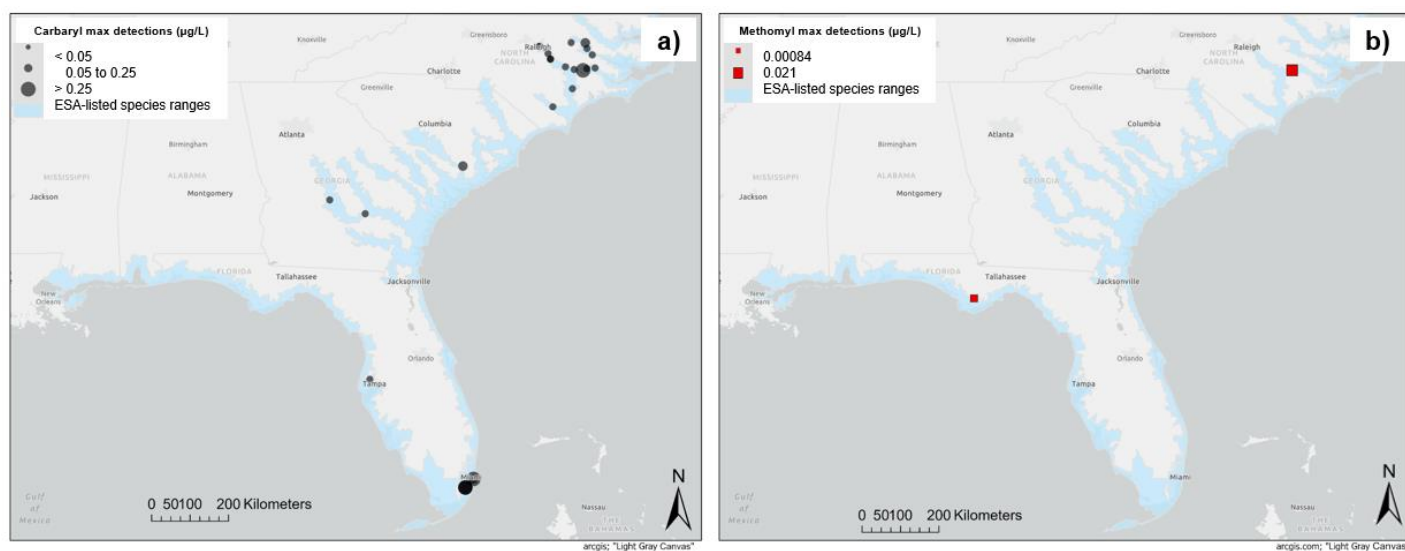 Carbaryl max detections (µg/L)
< 0.05
0.05 to 0.25
> 0.25
ESA-listed species ranges
a)
Knoxville
Greensboro
Raleigh
NORTH
CAROLINA
Charlotte
Greenville
Columbia
Atlanta
Birmingham
MISSISSIPPI
ALABAMA
GEORGIA
Jackson
Montgomery
FLORIDA
Tallahassee
Jacksonville
New
Orleans
Orlando
Tampa
Gulf
of
Mexico
0 50100 200 Kilometers
N
Nassau
THE
BAHAMAS
arcgis; "Light Gray Canvas"
Methomyl max detections (µg/L)
0.00084
0.021
ESA-listed species ranges
b)
Knoxville
Greensboro
Raleigh
NORTH
CAROLINA
Charlotte
Greenville
Columbia
Atlanta
Birmingham
MISSISSIPPI
ALABAMA
GEORGIA
Jackson
Montgomery
FLORIDA
Tallahassee
Jacksonville
New
Orleans
Orlando
Tampa
Miami
Gulf
of
Mexico
0 50100 200 Kilometers
N
Nassau
THE
BAHAMAS
arcgis.com; "Light Gray Canvas"